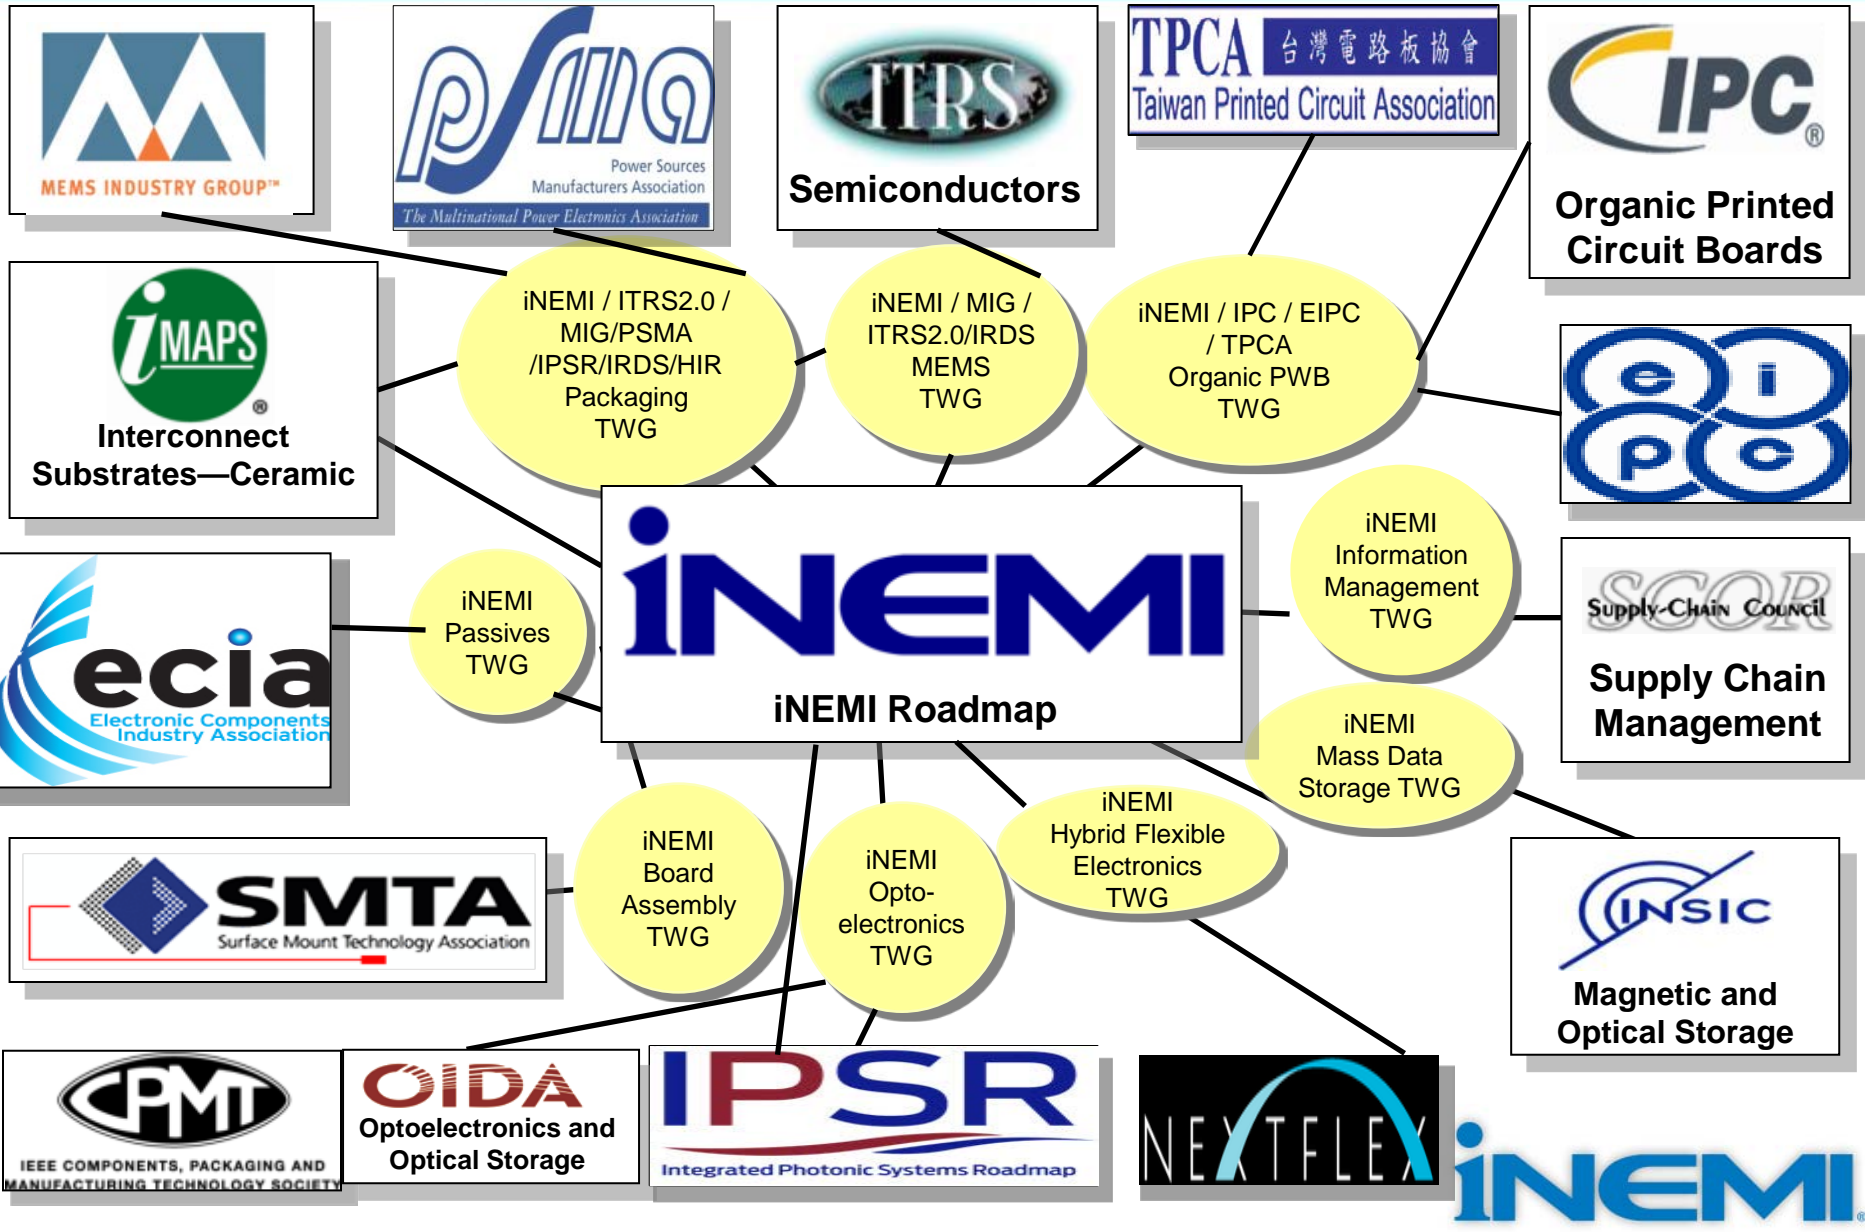 MEMS INDUSTRY GROUP™
psma
Power Sources
Manufacturers Association
The Multinational Power Electronics Association
ITRS
Semiconductors
TPCA 台灣電路板協會
Taiwan Printed Circuit Association
IPC®
Organic Printed
Circuit Boards
iMAPS®
Interconnect
Substrates—Ceramic
iNEMI / ITRS2.0 /
MIG/PSMA
/IPSR/IRDS/HIR
Packaging
TWG
iNEMI / MIG /
ITRS2.0/IRDS
MEMS
TWG
iNEMI / IPC / EIPC
/ TPCA
Organic PWB
TWG
e i
p c
ecia
Electronic Components
Industry Association
iNEMI
Passives
TWG
iNEMI
iNEMI Roadmap
iNEMI
Information
Management
TWG
SCOR
Supply-Chain Council
Supply Chain
Management
iNEMI
Mass Data
Storage TWG
SMTA
Surface Mount Technology Association
iNEMI
Board
Assembly
TWG
iNEMI
Opto-
electronics
TWG
iNEMI
Hybrid Flexible
Electronics
TWG
INSIC
Magnetic and
Optical Storage
CPMT
IEEE COMPONENTS, PACKAGING AND
MANUFACTURING TECHNOLOGY SOCIETY
OIDA
Optoelectronics and
Optical Storage
IPSR
Integrated Photonic Systems Roadmap
NEXTFLEX
iNEMI®